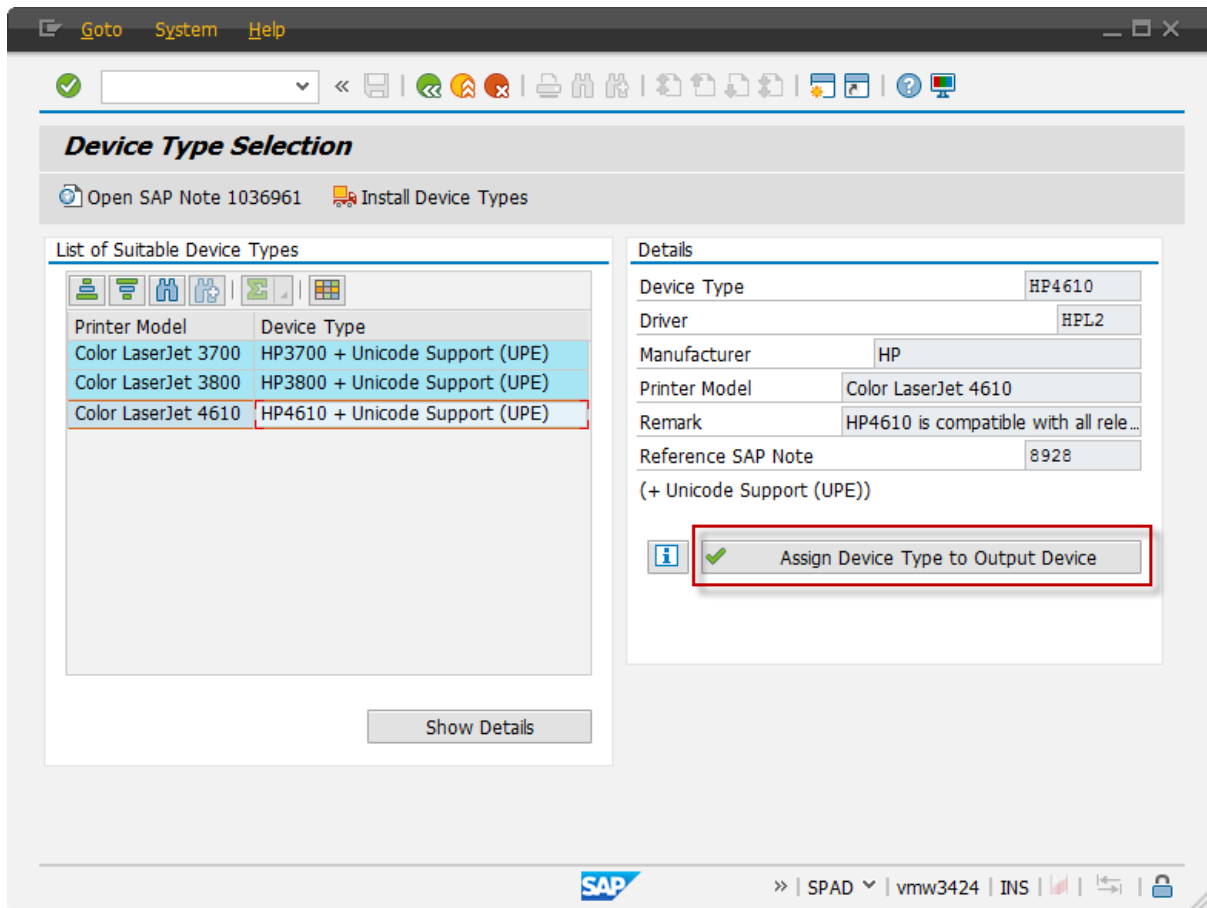 Goto System Help
Device Type Selection
Open SAP Note 1036961 Install Device Types
List of Suitable Device Types
Printer Model Device Type
Color LaserJet 3700 HP3700 + Unicode Support (UPE)
Color LaserJet 3800 HP3800 + Unicode Support (UPE)
Color LaserJet 4610 HP4610 + Unicode Support (UPE)
Show Details
Details
Device Type HP4610
Driver HPL2
Manufacturer HP
Printer Model Color LaserJet 4610
Remark HP4610 is compatible with all rele…
Reference SAP Note 8928
(+ Unicode Support (UPE))
Assign Device Type to Output Device
SAP » | SPAD | vmw3424 | INS